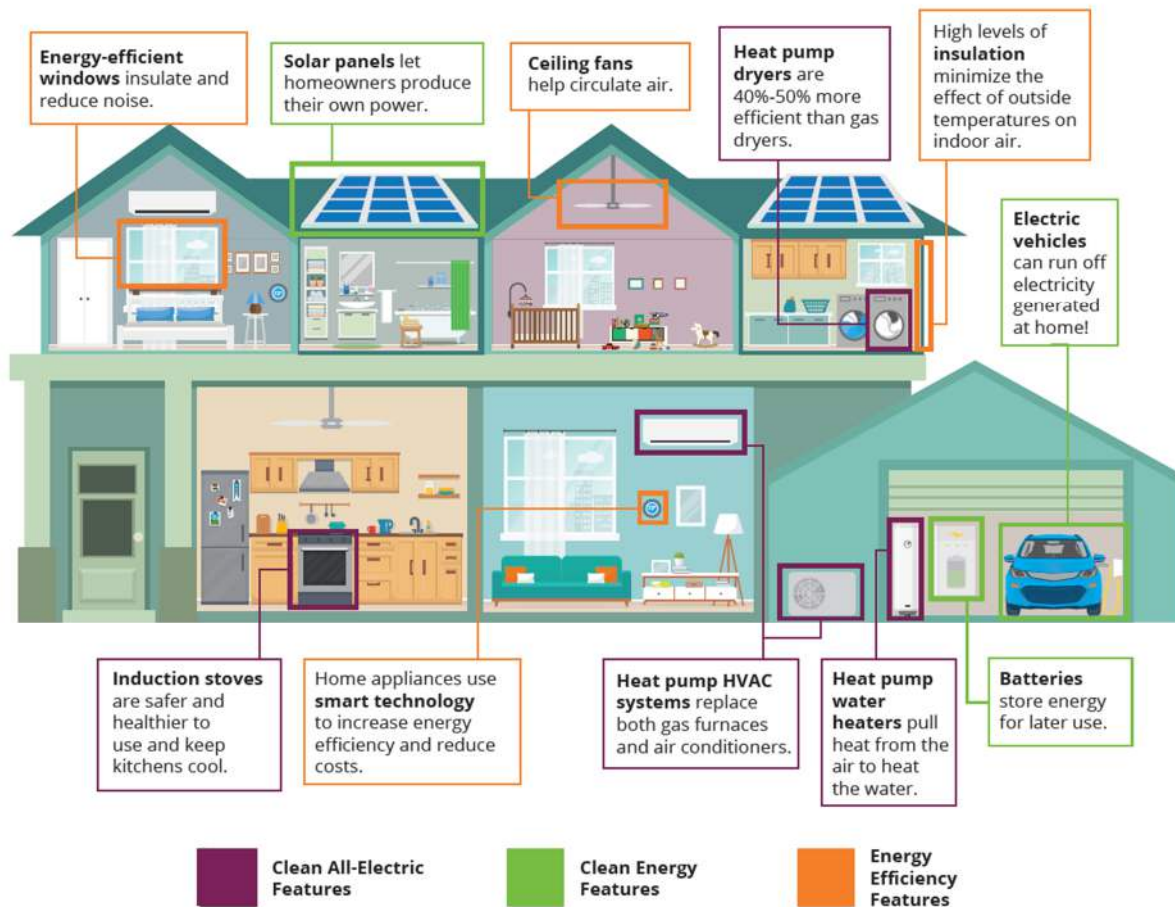 Energy-efficient
windows insulate and
reduce noise.
Solar panels let
homeowners produce
their own power.
Ceiling fans
help circulate air.
Heat pump
dryers are
40%-50% more
efficient than gas
dryers.
High levels of
insulation
minimize the
effect of outside
temperatures on
indoor air.
Electric
vehicles
can run off
electricity
generated
at home!
Induction stoves
are safer and
healthier to
use and keep
kitchens cool.
Home appliances use
smart technology
to increase energy
efficiency and reduce
costs.
Heat pump HVAC
systems replace
both gas furnaces
and air conditioners.
Heat pump
water
heaters pull
heat from the
air to heat
the water.
Batteries
store energy
for later use.
Clean All-Electric
Features
Clean Energy
Features
Energy
Efficiency
Features